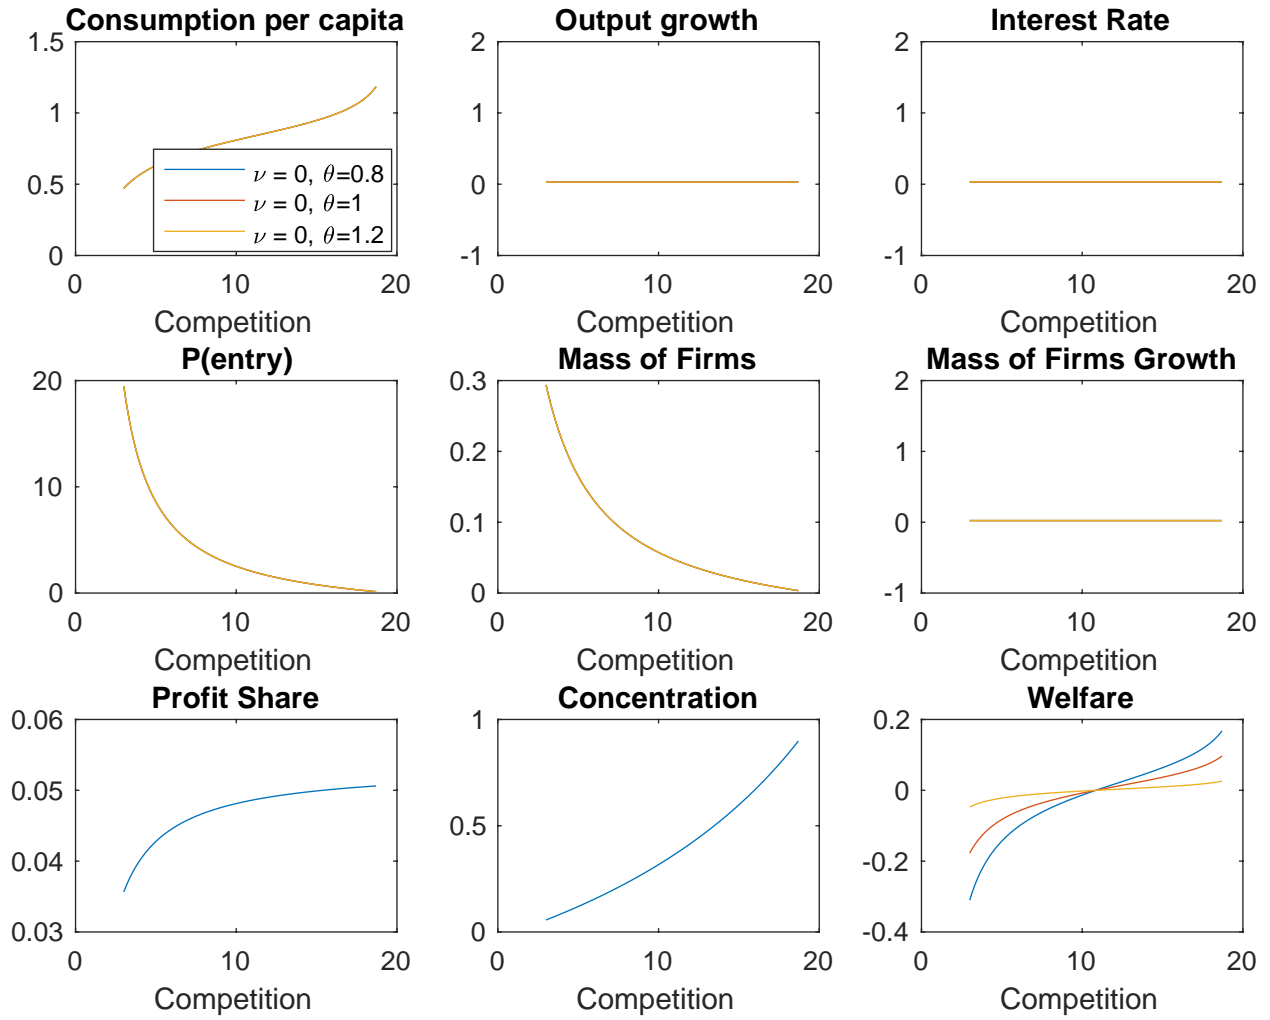 Consumption per capita
1.5
1
0.5
0
0
10
20
Competition
ν = 0, θ=0.8
ν = 0, θ=1
ν = 0, θ=1.2
Output growth
2
1
0
-1
0
10
20
Competition
Interest Rate
2
1
0
-1
0
10
20
Competition
P(entry)
20
10
0
0
10
20
Competition
Mass of Firms
0.3
0.2
0.1
0
0
10
20
Competition
Mass of Firms Growth
2
1
0
-1
0
10
20
Competition
Profit Share
0.06
0.05
0.04
0.03
0
10
20
Competition
Concentration
1
0.5
0
0
10
20
Competition
Welfare
0.2
0
-0.2
-0.4
0
10
20
Competition